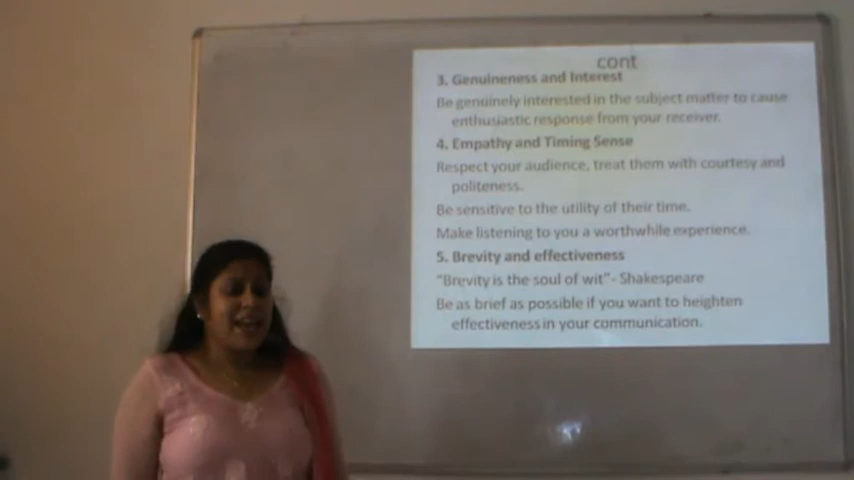 cont
3. Genuineness and Interest
Be genuinely interested in the subject matter to cause
enthusiastic response from your receiver.
4. Empathy and Timing Sense
Respect your audience, treat them with courtesy and
politeness.
Be sensitive to the utility of their time.
Make listening to you a worthwhile experience.
5. Brevity and effectiveness
"Brevity is the soul of wit"- Shakespeare
Be as brief as possible if you want to heighten
effectiveness in your communication.